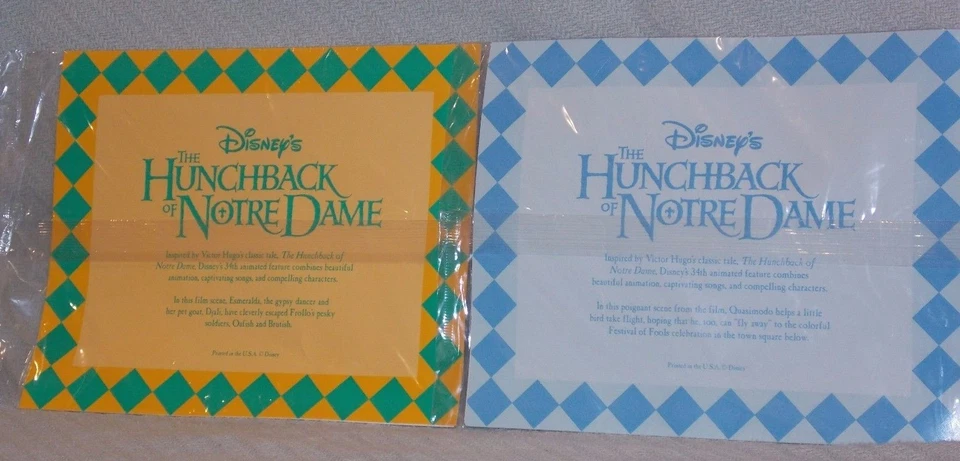 Disney's
The
Hunchback
of Notre Dame
Inspired by Victor Hugo's classic tale, The Hunchback of
Notre Dame, Disney's 34th animated feature combines beautiful
animation, captivating songs, and compelling characters.
In this film scene, Esmeralda, the gypsy dancer and
her pet goat, Djali, have cleverly escaped Frollo's pesky
soldiers, Oafish and Brutish.
Printed in the U.S.A. © Disney
Disney's
The
Hunchback
of Notre Dame
Inspired by Victor Hugo's classic tale, The Hunchback of
Notre Dame, Disney's 34th animated feature combines
beautiful animation, captivating songs, and compelling characters.
In this poignant scene from the film, Quasimodo helps a little
bird take flight, hoping that he, too, can "fly away" to the colorful
Festival of Fools celebration in the town square below.
Printed in the U.S.A. © Disney